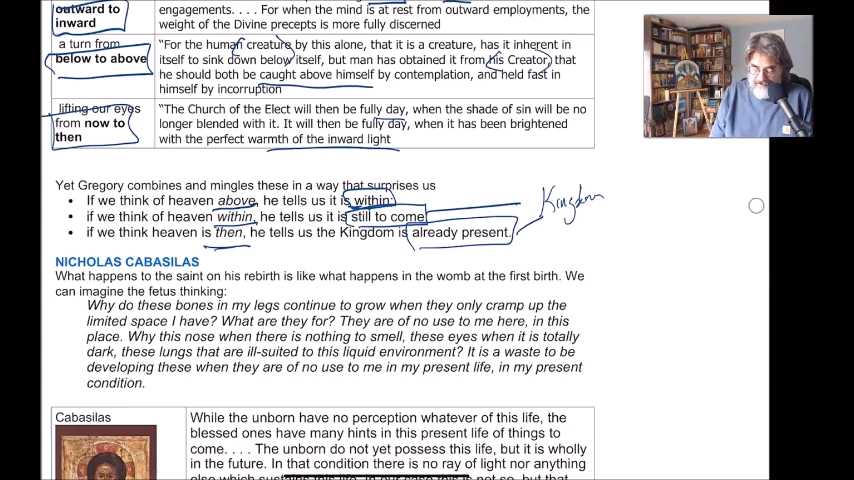 engagements. . . . For when the mind is at rest from outward employments, the
outward to
inward
weight of the Divine precepts is more fully discerned
a turn from
below to above
"For the human creature by this alone, that it is a creature, has it inherent in
itself to sink down below itself, but man has obtained it from his Creator, that
he should both be caught above himself by contemplation, and held fast in
himself by incorruption
lifting our eyes
from now to
then
"The Church of the Elect will then be fully day, when the shade of sin will be no
longer blended with it. It will then be fully day, when it has been brightened
with the perfect warmth of the inward light
Yet Gregory combines and mingles these in a way that surprises us
• If we think of heaven above, he tells us it is within;
• if we think of heaven within, he tells us it is still to come
• if we think heaven is then, he tells us the Kingdom is already present.
Kingdom
NICHOLAS CABASILAS
What happens to the saint on his rebirth is like what happens in the womb at the first birth. We
can imagine the fetus thinking:
Why do these bones in my legs continue to grow when they only cramp up the
limited space I have? What are they for? They are of no use to me here, in this
place. Why this nose when there is nothing to smell, these eyes when it is totally
dark, these lungs that are ill-suited to this liquid environment? It is a waste to be
developing these when they are of no use to me in my present life, in my present
condition.
Cabasilas
While the unborn have no perception whatever of this life, the
blessed ones have many hints in this present life of things to
come. . . . The unborn do not yet possess this life, but it is wholly
in the future. In that condition there is no ray of light nor anything
else which sustains this life. In our case this is not so, but that